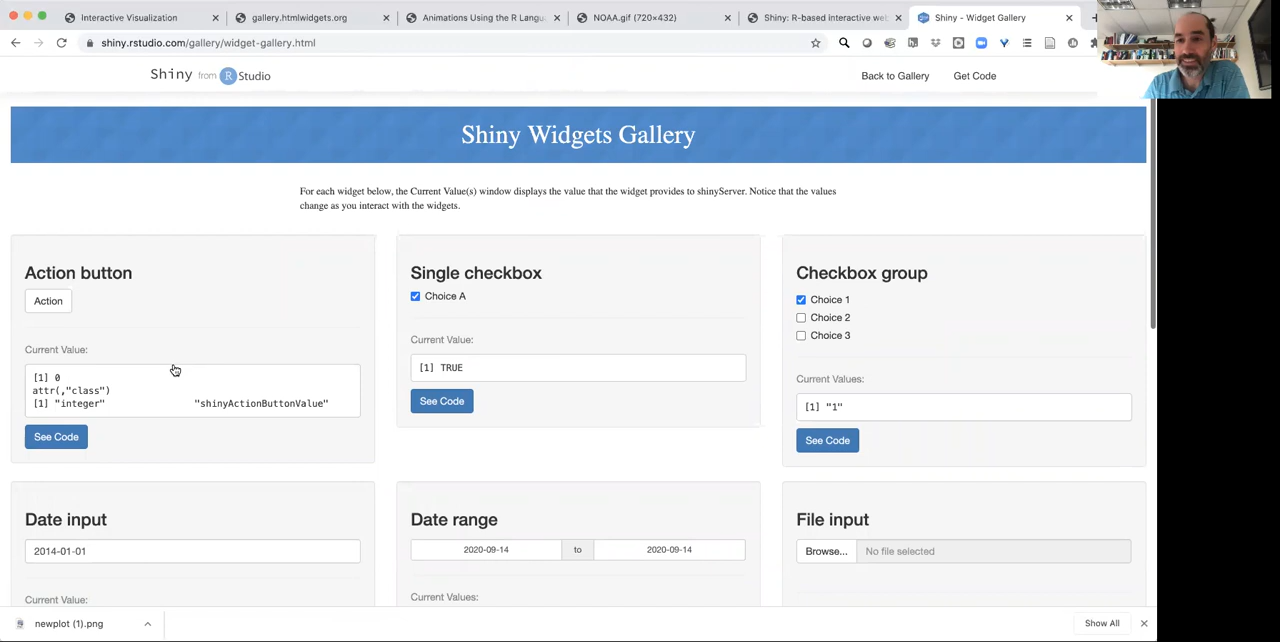 Interactive Visualization
gallery.htmlwidgets.org
Animations Using the R Langu
NOAA.gif (720×432)
Shiny: R-based interactive web
Shiny - Widget Gallery
shiny.rstudio.com/gallery/widget-gallery.html
Shiny from R Studio
Back to Gallery
Get Code
Shiny Widgets Gallery
For each widget below, the Current Value(s) window displays the value that the widget provides to shinyServer. Notice that the values
change as you interact with the widgets.
Action button
Action
Current Value:
[1] 0
attr(,"class")
[1] "integer" "shinyActionButtonValue"
See Code
Single checkbox
Choice A
Current Value:
[1] TRUE
See Code
Checkbox group
Choice 1
Choice 2
Choice 3
Current Values:
[1] "1"
See Code
Date input
2014-01-01
Current Value:
Date range
2020-09-14 to 2020-09-14
Current Values:
File input
Browse... No file selected
newplot (1).png
Show All